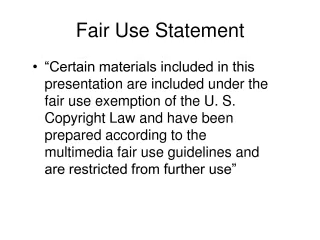 Fair Use Statement
• “Certain materials included in this
presentation are included under the
fair use exemption of the U. S.
Copyright Law and have been
prepared according to the
multimedia fair use guidelines and
are restricted from further use”